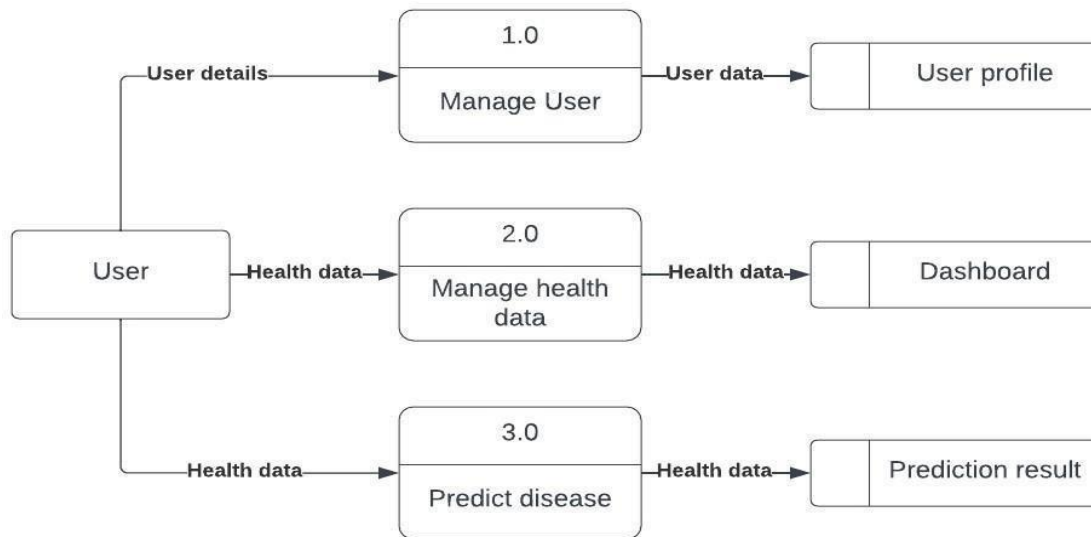 1.0
User details
Manage User
User data
User profile
2.0
User
Health data
Manage health
data
Health data
Dashboard
3.0
Health data
Predict disease
Health data
Prediction result